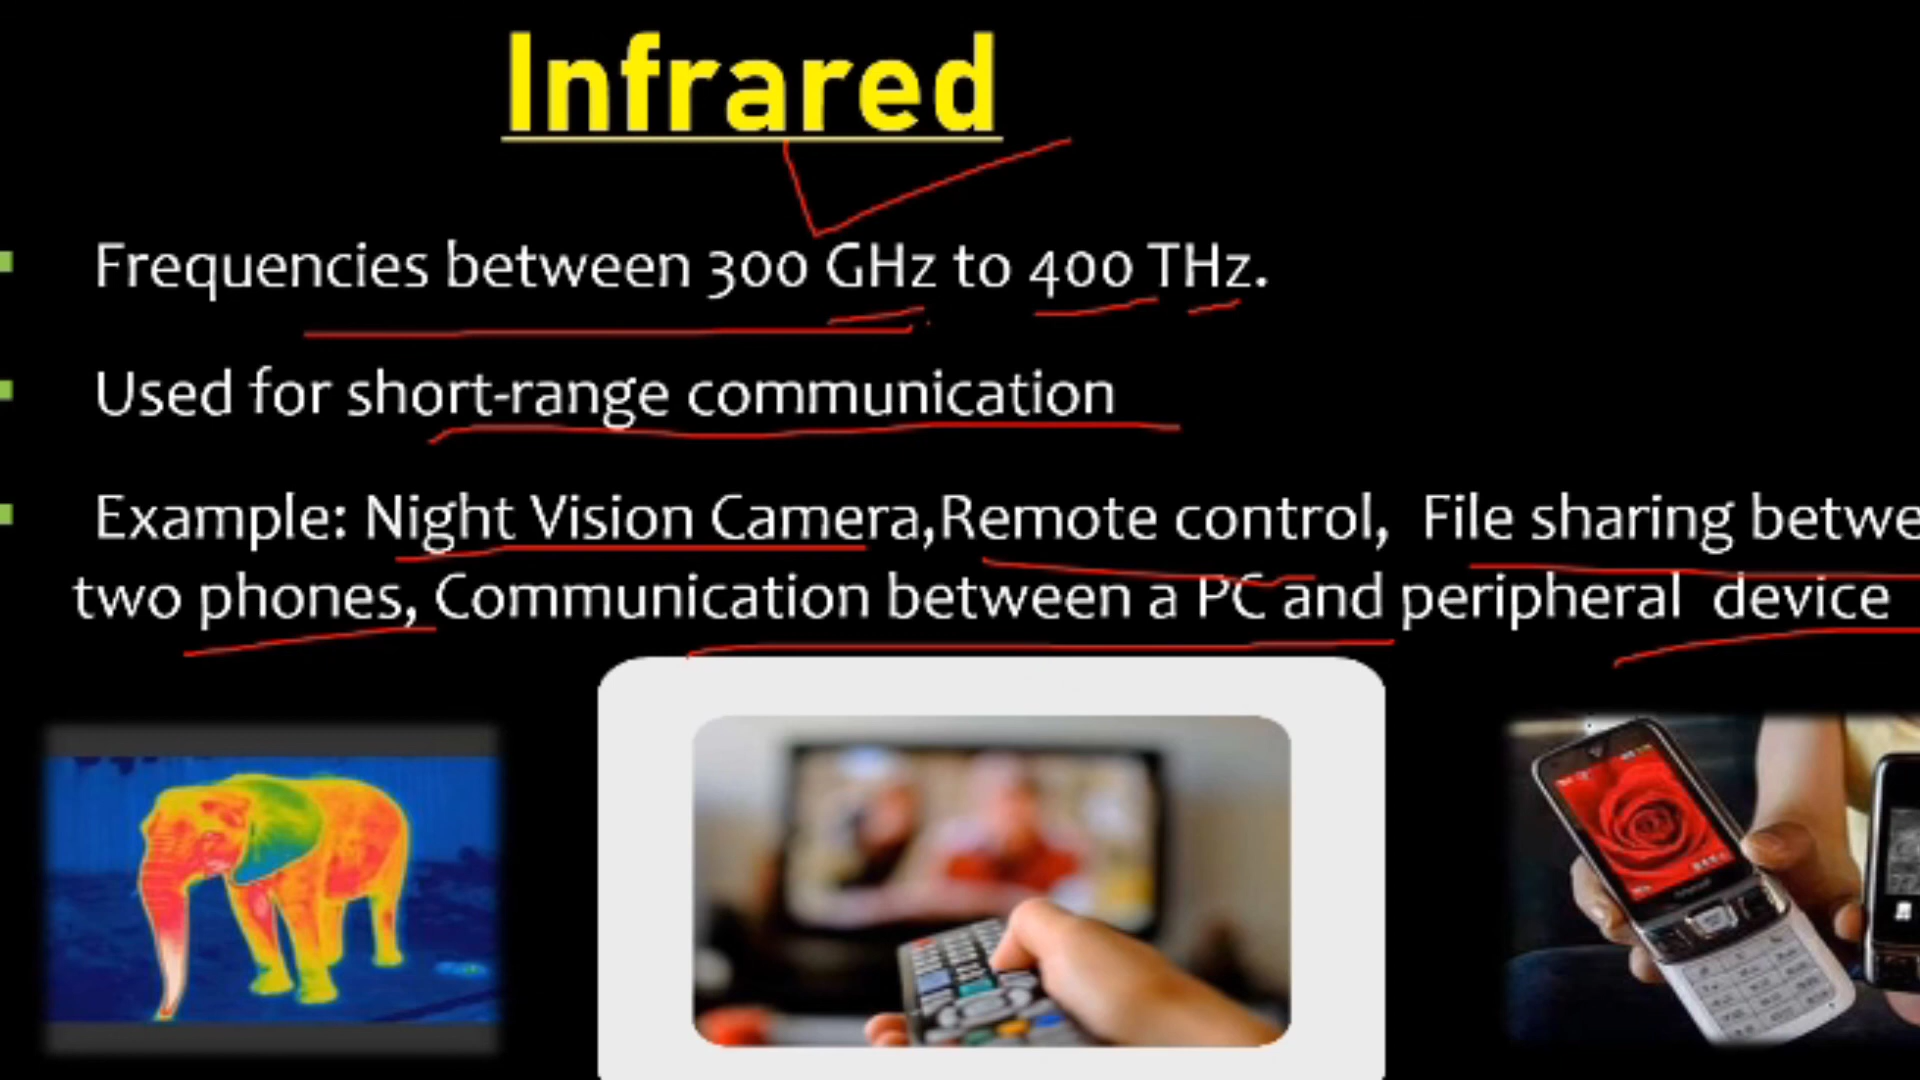 Infrared
Frequencies between 300 GHz to 400 THz.
Used for short-range communication
Example: Night Vision Camera,Remote control, File sharing betwe
two phones, Communication between a PC and peripheral device